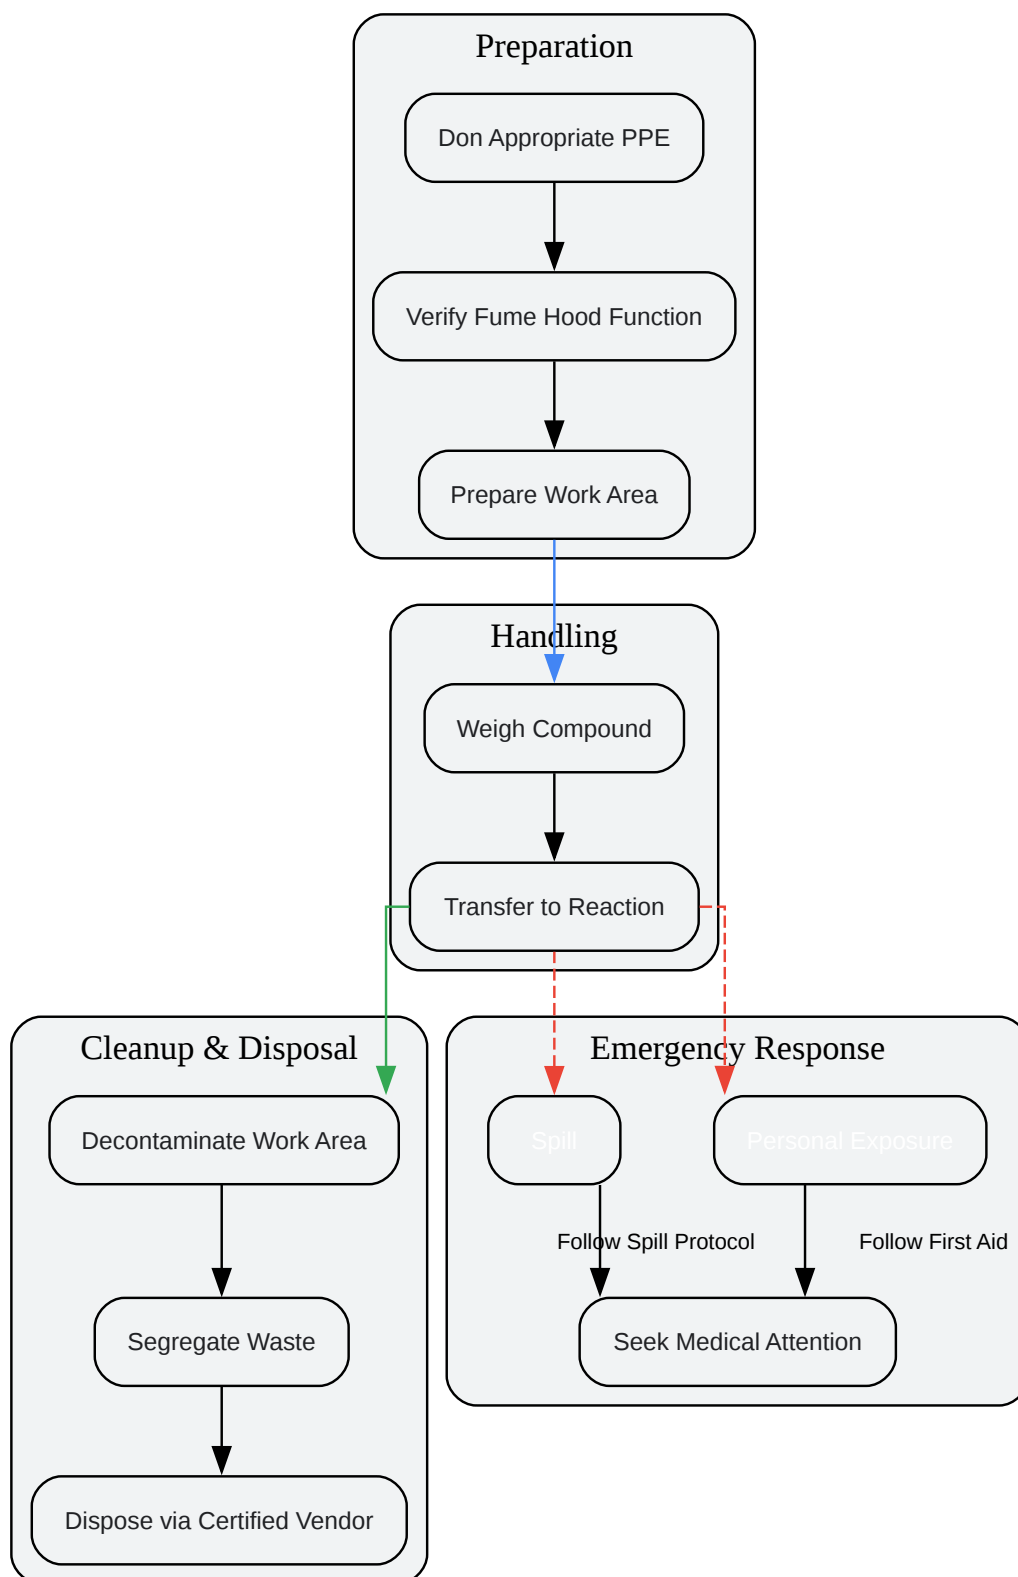 Preparation
Don Appropriate PPE
Verify Fume Hood Function
Prepare Work Area
Handling
Weigh Compound
Transfer to Reaction
Cleanup & Disposal
Decontaminate Work Area
Segregate Waste
Dispose via Certified Vendor
Emergency Response
Spill
Personal Exposure
Follow Spill Protocol
Follow First Aid
Seek Medical Attention